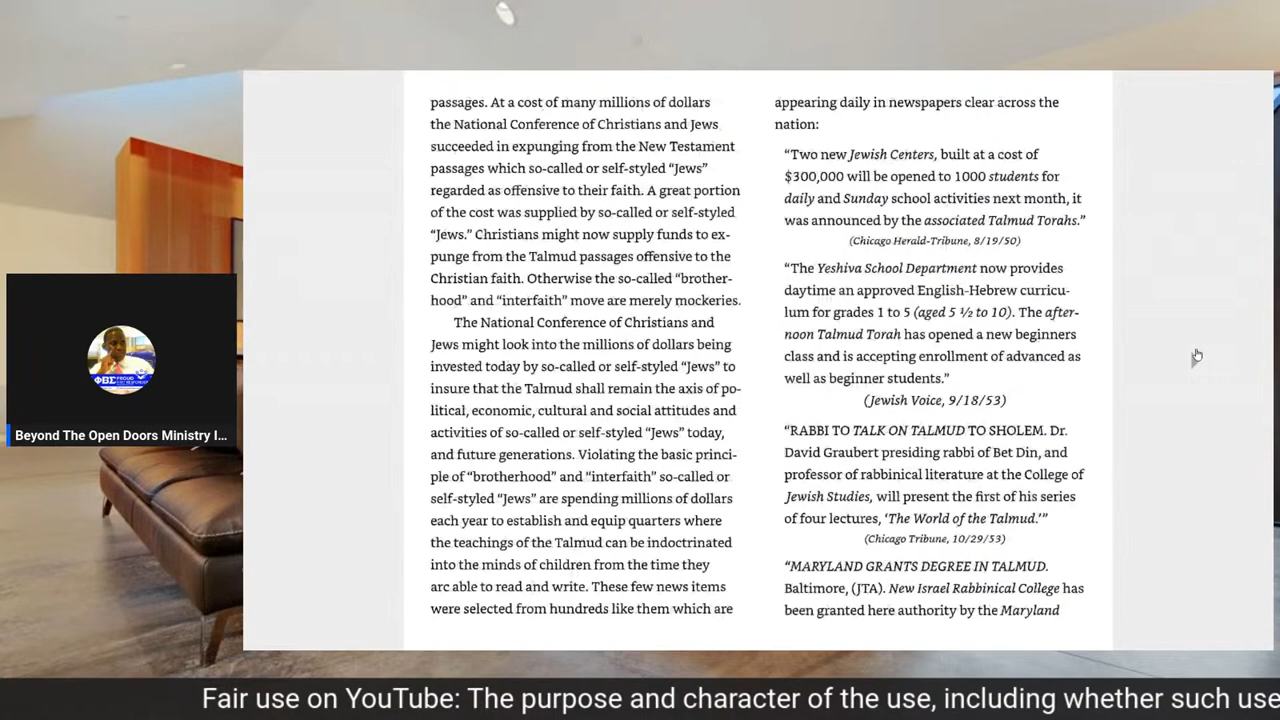 passages. At a cost of many millions of dollars
the National Conference of Christians and Jews
succeeded in expunging from the New Testament
passages which so-called or self-styled “Jews”
regarded as offensive to their faith. A great portion
of the cost was supplied by so-called or self-styled
“Jews.” Christians might now supply funds to ex-
punge from the Talmud passages offensive to the
Christian faith. Otherwise the so-called “brother-
hood” and “interfaith” move are merely mockeries.
The National Conference of Christians and
Jews might look into the millions of dollars being
invested today by so-called or self-styled “Jews” to
insure that the Talmud shall remain the axis of po-
litical, economic, cultural and social attitudes and
activities of so-called or self-styled “Jews” today,
and future generations. Violating the basic princi-
ple of “brotherhood” and “interfaith” so-called or
self-styled “Jews” are spending millions of dollars
each year to establish and equip quarters where
the teachings of the Talmud can be indoctrinated
into the minds of children from the time they
arc able to read and write. These few news items
were selected from hundreds like them which are
appearing daily in newspapers clear across the
nation:
“Two new Jewish Centers, built at a cost of
$300,000 will be opened to 1000 students for
daily and Sunday school activities next month, it
was announced by the associated Talmud Torahs.”
(Chicago Herald-Tribune, 8/19/50)
“The Yeshiva School Department now provides
daytime an approved English-Hebrew curricu-
lum for grades 1 to 5 (aged 5 ½ to 10). The after-
noon Talmud Torah has opened a new beginners
class and is accepting enrollment of advanced as
well as beginner students.”
(Jewish Voice, 9/18/53)
“RABBI TO TALK ON TALMUD TO SHOLEM. Dr.
David Graubert presiding rabbi of Bet Din, and
professor of rabbinical literature at the College of
Jewish Studies, will present the first of his series
of four lectures, ‘The World of the Talmud.’”
(Chicago Tribune, 10/29/53)
“MARYLAND GRANTS DEGREE IN TALMUD.
Baltimore, (JTA). New Israel Rabbinical College has
been granted here authority by the Maryland
ΦΒΣ PROUD
Beyond The Open Doors Ministry I...
Fair use on YouTube: The purpose and character of the use, including whether such use